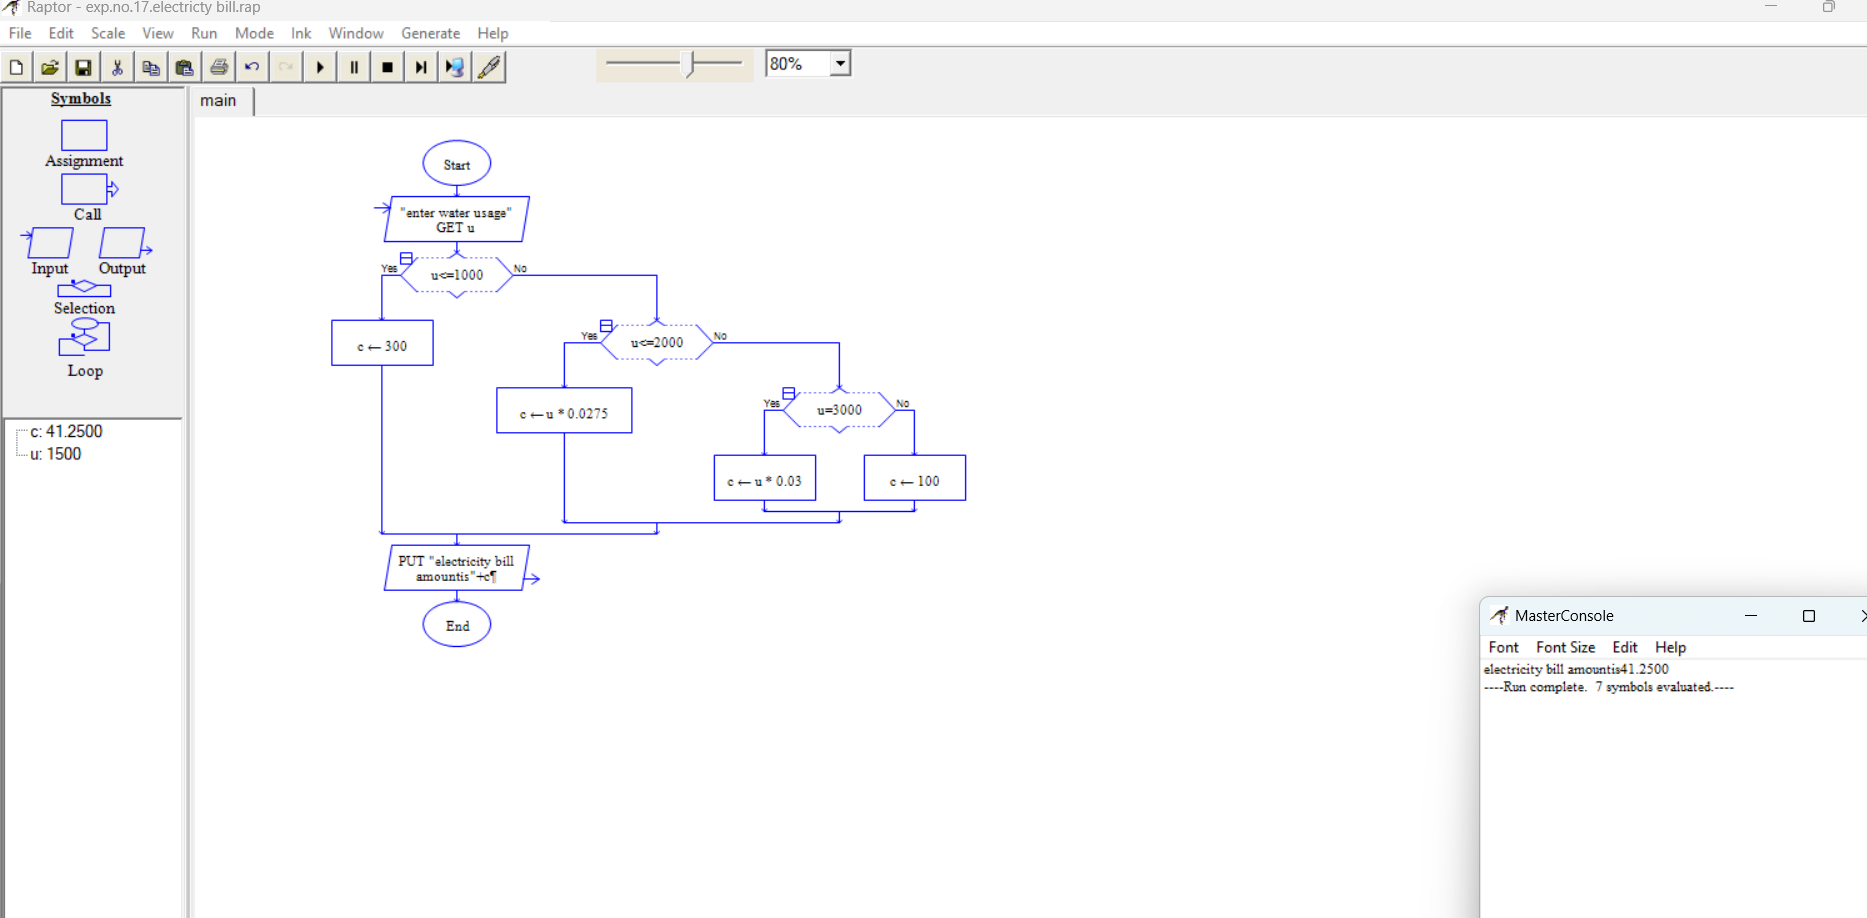 Raptor - exp.no.17.electricty bill.rap
File Edit Scale View Run Mode Ink Window Generate Help
80%
Symbols
main
Assignment
Call
Input Output
Selection
Loop
c: 41.2500
u: 1500
Start
"enter water usage"
GET u
Yes u<=1000 No
c ← 300
Yes u<=2000 No
c ← u * 0.0275
Yes u=3000 No
c ← u * 0.03
c ← 100
PUT "electricity bill
amountis"+c¶
End
MasterConsole
Font Font Size Edit Help
electricity bill amountis41.2500
----Run complete. 7 symbols evaluated.----